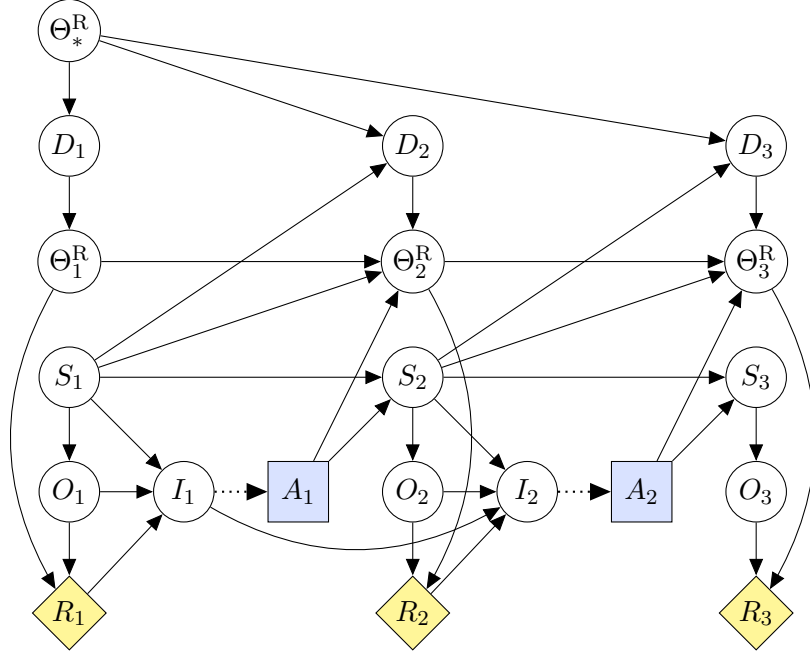 Θ^R_*
D_1 D_2 D_3
Θ^R_1 Θ^R_2 Θ^R_3
S_1 S_2 S_3
O_1 I_1 A_1 O_2 I_2 A_2 O_3
R_1 R_2 R_3